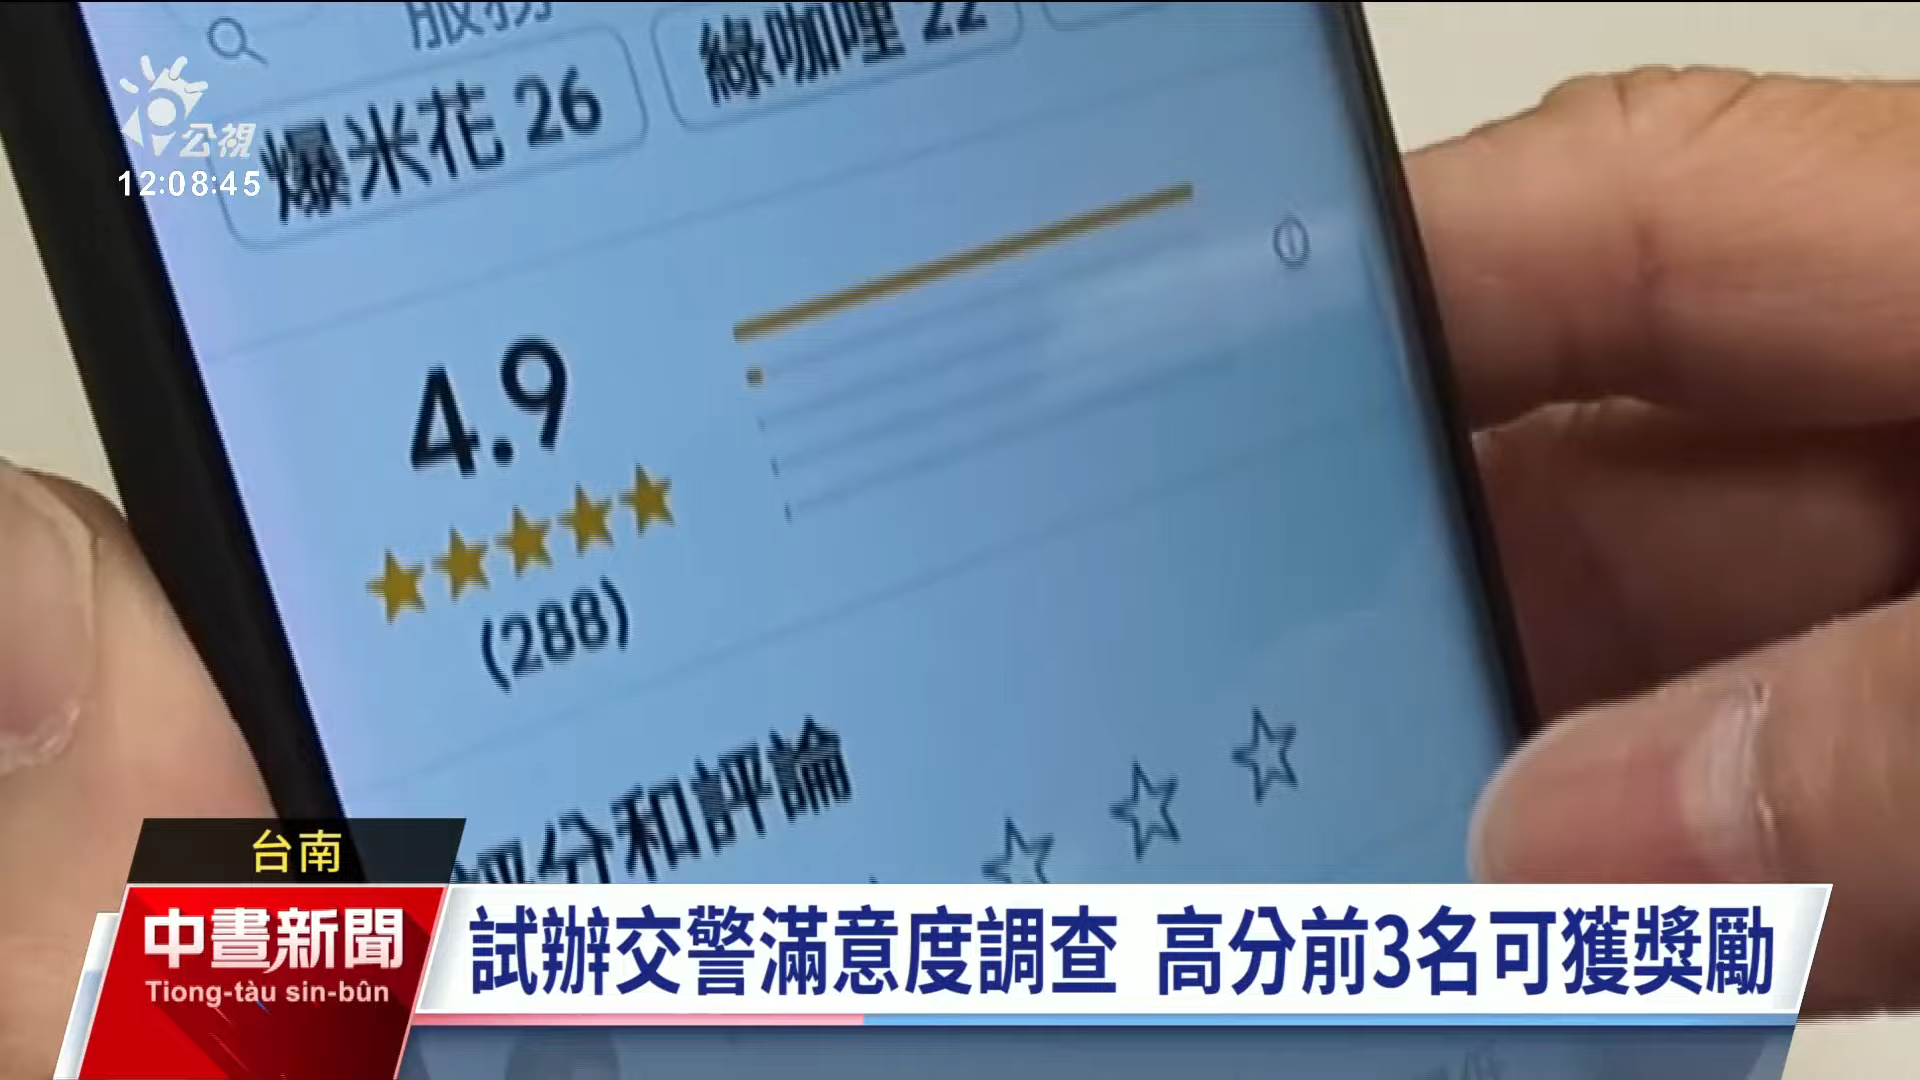 服務
爆米花 26
綠咖哩 22
公視
12:08:45
4.9
(288)
評分和評論
台南
中晝新聞
Tiong-tàu sin-bûn
試辦交警滿意度調查 高分前3名可獲獎勵